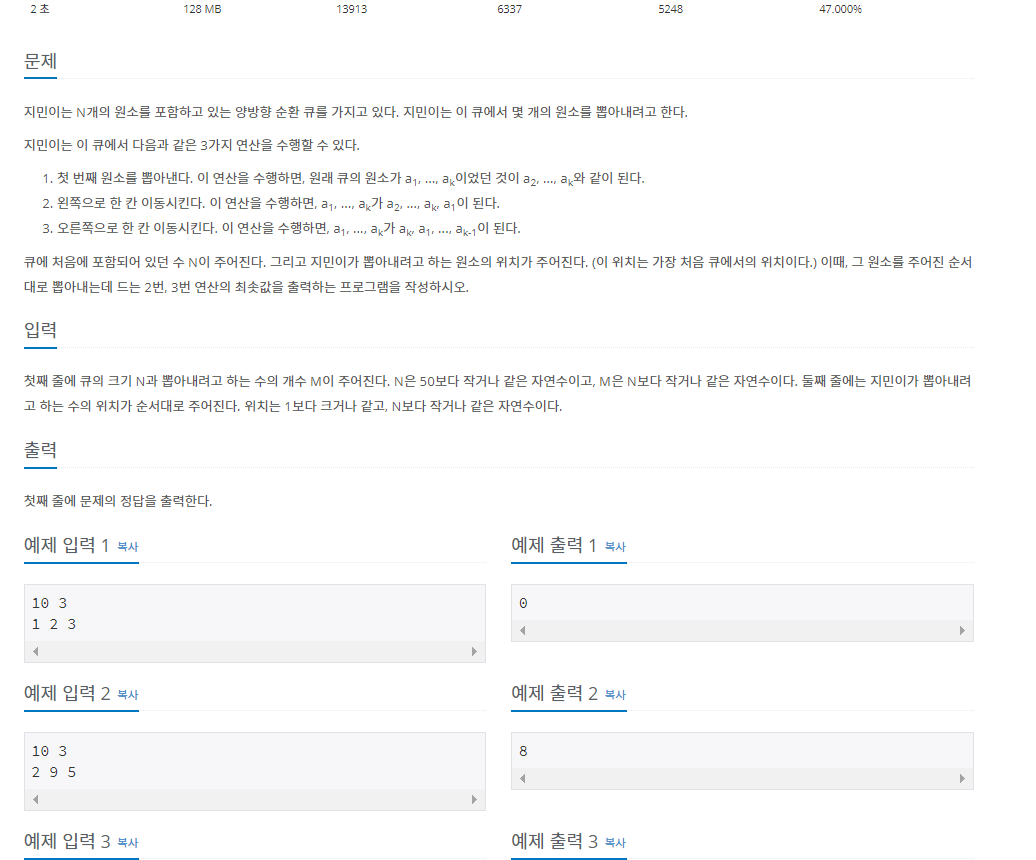 2 초 128 MB 13913 6337 5248 47.000%
문제
지민이는 N개의 원소를 포함하고 있는 양방향 순환 큐를 가지고 있다. 지민이는 이 큐에서 몇 개의 원소를 뽑아내려고 한다.
지민이는 이 큐에서 다음과 같은 3가지 연산을 수행할 수 있다.
1. 첫 번째 원소를 뽑아낸다. 이 연산을 수행하면, 원래 큐의 원소가 a1, ..., ak이었던 것이 a2, ..., ak와 같이 된다.
2. 왼쪽으로 한 칸 이동시킨다. 이 연산을 수행하면, a1, ..., ak가 a2, ..., ak, a1이 된다.
3. 오른쪽으로 한 칸 이동시킨다. 이 연산을 수행하면, a1, ..., ak가 ak, a1, ..., ak-1이 된다.
큐에 처음에 포함되어 있던 수 N이 주어진다. 그리고 지민이가 뽑아내려고 하는 원소의 위치가 주어진다. (이 위치는 가장 처음 큐에서의 위치이다.) 이때, 그 원소를 주어진 순서
대로 뽑아내는데 드는 2번, 3번 연산의 최솟값을 출력하는 프로그램을 작성하시오.
입력
첫째 줄에 큐의 크기 N과 뽑아내려고 하는 수의 개수 M이 주어진다. N은 50보다 작거나 같은 자연수이고, M은 N보다 작거나 같은 자연수이다. 둘째 줄에는 지민이가 뽑아내려
고 하는 수의 위치가 순서대로 주어진다. 위치는 1보다 크거나 같고, N보다 작거나 같은 자연수이다.
출력
첫째 줄에 문제의 정답을 출력한다.
예제 입력 1 복사 예제 출력 1 복사
10 3 0
1 2 3
예제 입력 2 복사 예제 출력 2 복사
10 3 8
2 9 5
예제 입력 3 복사 예제 출력 3 복사